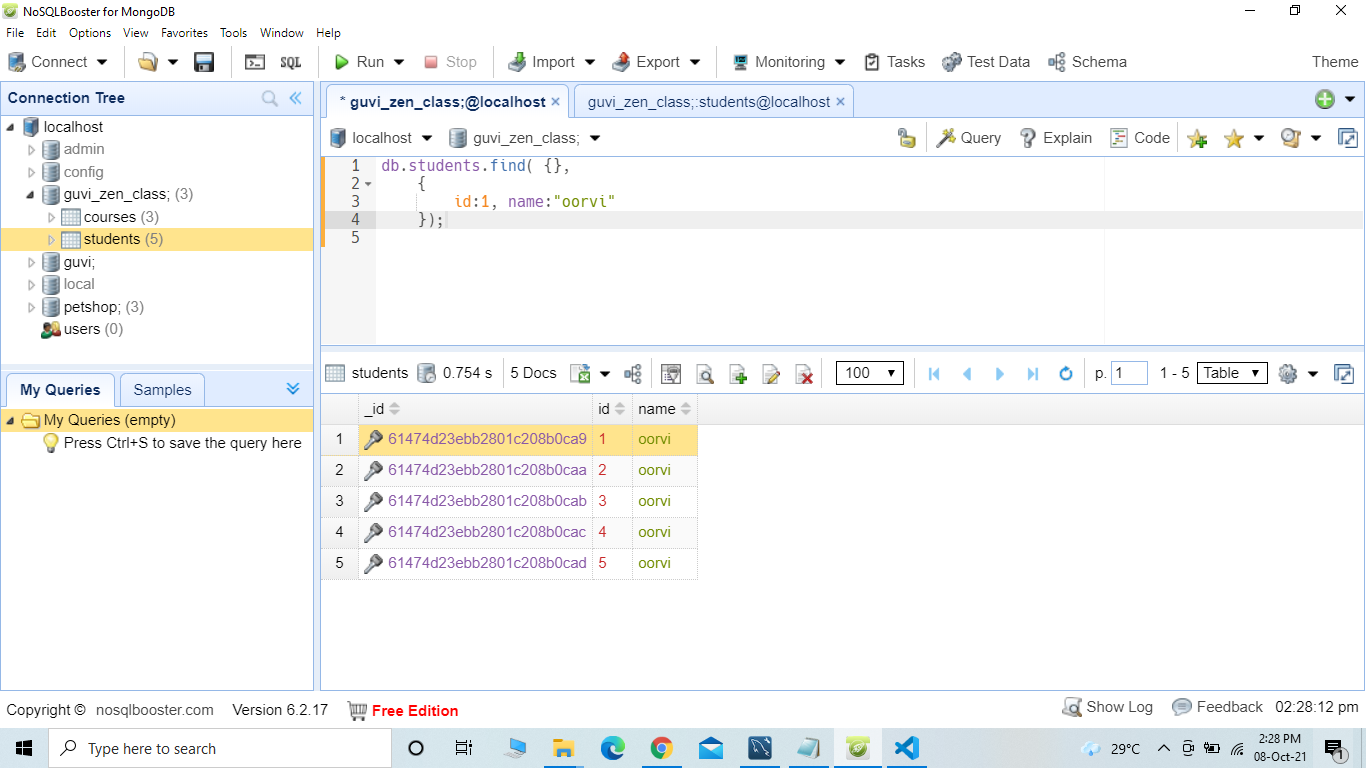 NoSQLBooster for MongoDB
File Edit Options View Favorites Tools Window Help
Connect SQL Run Stop Import Export Monitoring Tasks Test Data Schema Theme
Connection Tree
localhost
admin
config
guvi_zen_class; (3)
courses (3)
students (5)
guvi;
local
petshop; (3)
users (0)
My Queries Samples
My Queries (empty)
Press Ctrl+S to save the query here
* guvi_zen_class;@localhost × guvi_zen_class;:students@localhost ×
localhost guvi_zen_class; Query Explain Code
1 db.students.find( {},
2 {
3 id:1, name:"oorvi"
4 });
5
students 0.754 s 5 Docs 100 p. 1 1 - 5 Table
_id id name
1 61474d23ebb2801c208b0ca9 1 oorvi
2 61474d23ebb2801c208b0caa 2 oorvi
3 61474d23ebb2801c208b0cab 3 oorvi
4 61474d23ebb2801c208b0cac 4 oorvi
5 61474d23ebb2801c208b0cad 5 oorvi
Copyright © nosqlbooster.com Version 6.2.17 Free Edition Show Log Feedback 02:28:12 pm
Type here to search 29°C 2:28 PM
08-Oct-21 1